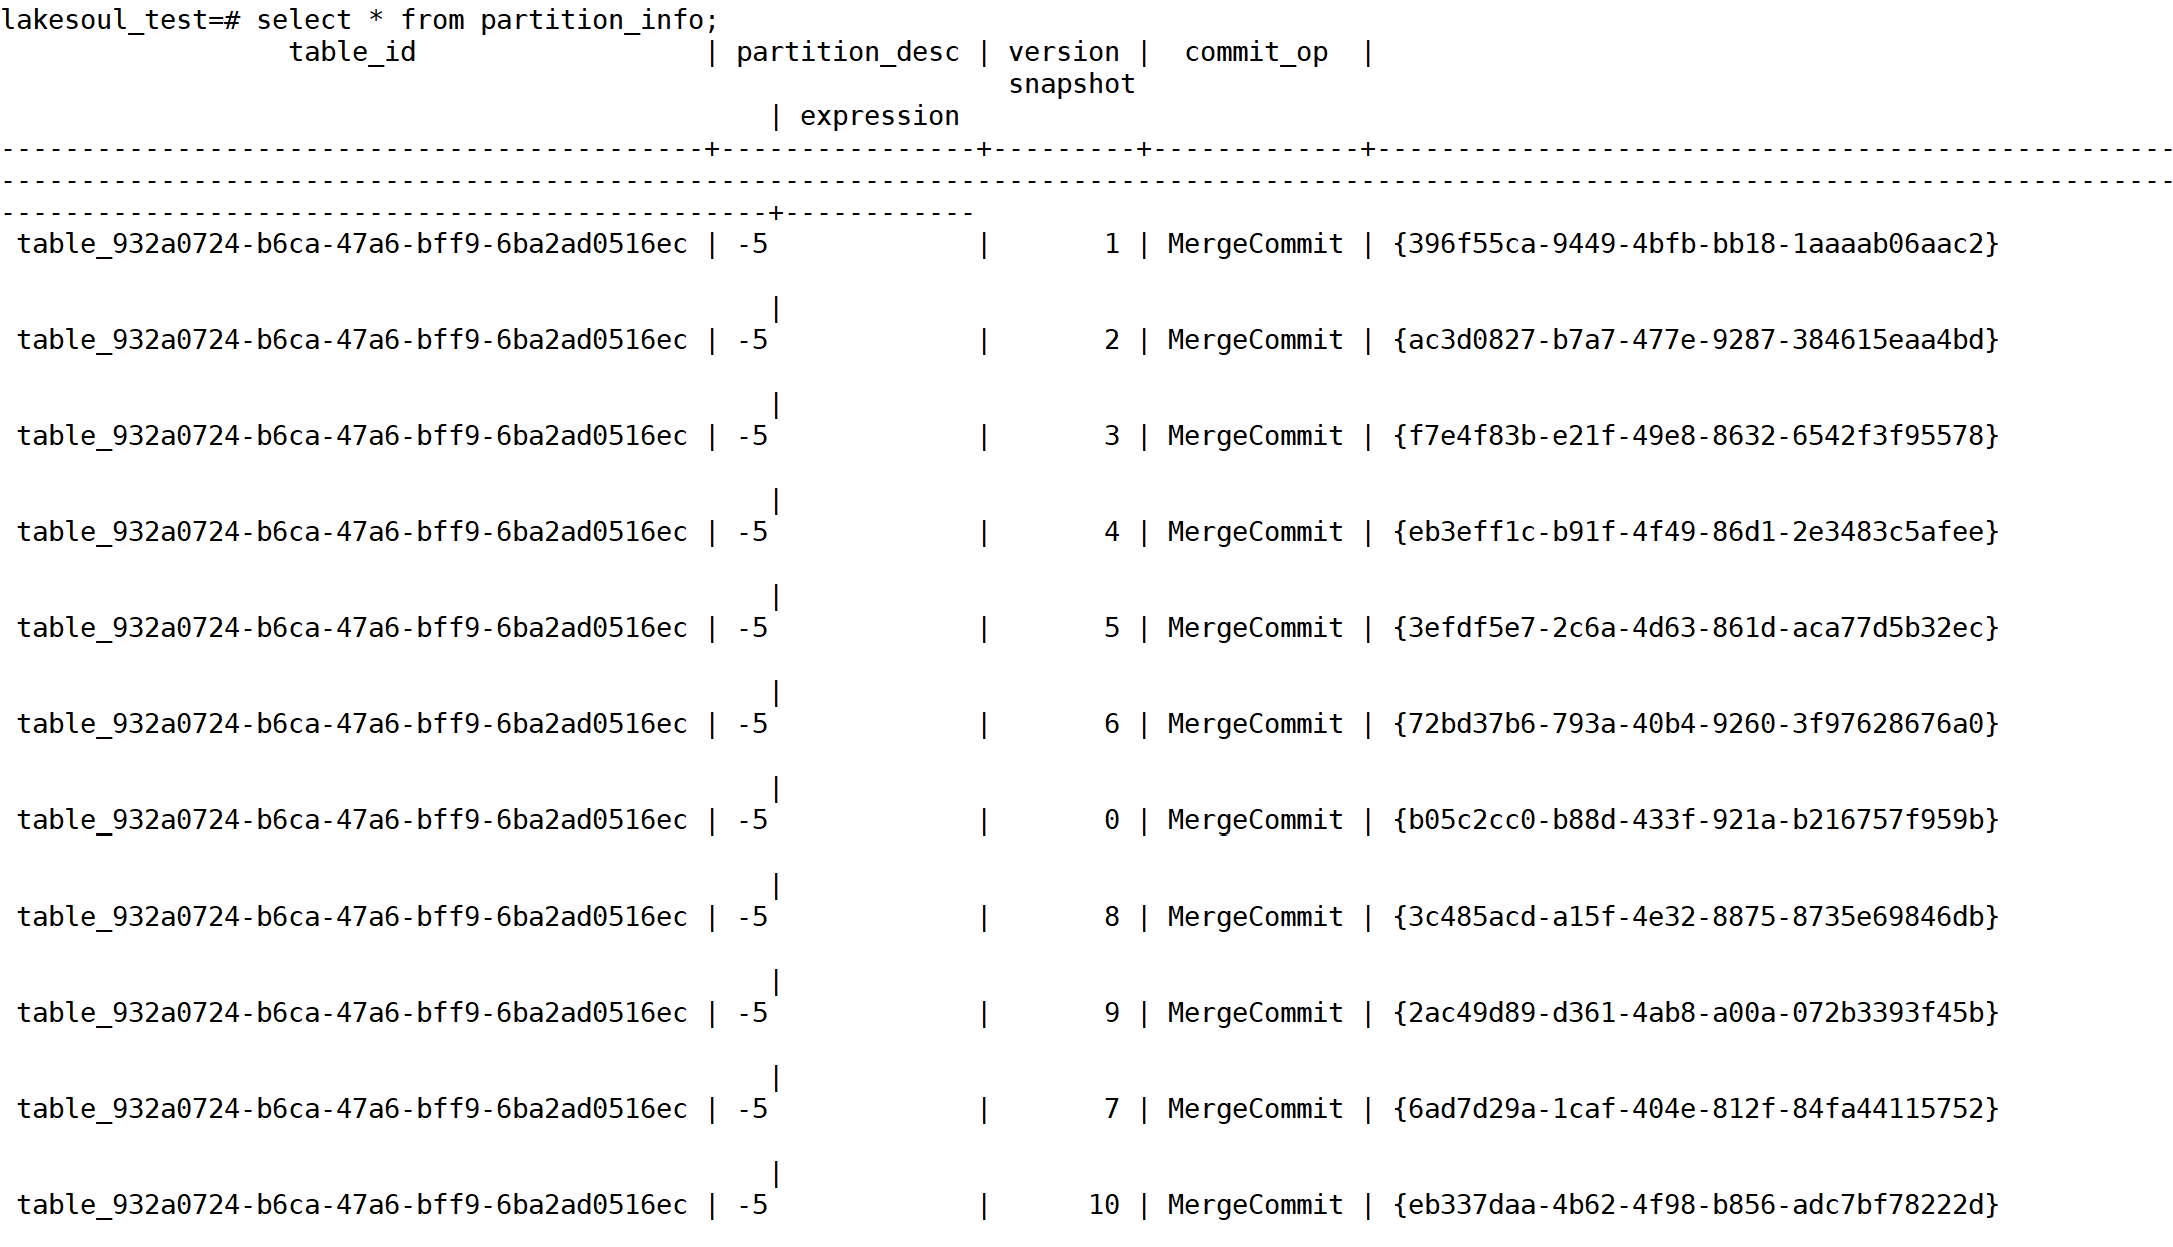 lakesoul_test=# select * from partition_info;
                  table_id                  | partition_desc | version |  commit_op  |
                                                               snapshot
                                                | expression
--------------------------------------------+----------------+---------+-------------+--------------------------------------------------
----------------------------------------------------------------------------------------------------------------------------------------
------------------------------------------------+------------
 table_932a0724-b6ca-47a6-bff9-6ba2ad0516ec | -5             |       1 | MergeCommit | {396f55ca-9449-4bfb-bb18-1aaaab06aac2}
                                                |
 table_932a0724-b6ca-47a6-bff9-6ba2ad0516ec | -5             |       2 | MergeCommit | {ac3d0827-b7a7-477e-9287-384615eaa4bd}
                                                |
 table_932a0724-b6ca-47a6-bff9-6ba2ad0516ec | -5             |       3 | MergeCommit | {f7e4f83b-e21f-49e8-8632-6542f3f95578}
                                                |
 table_932a0724-b6ca-47a6-bff9-6ba2ad0516ec | -5             |       4 | MergeCommit | {eb3eff1c-b91f-4f49-86d1-2e3483c5afee}
                                                |
 table_932a0724-b6ca-47a6-bff9-6ba2ad0516ec | -5             |       5 | MergeCommit | {3efdf5e7-2c6a-4d63-861d-aca77d5b32ec}
                                                |
 table_932a0724-b6ca-47a6-bff9-6ba2ad0516ec | -5             |       6 | MergeCommit | {72bd37b6-793a-40b4-9260-3f97628676a0}
                                                |
 table_932a0724-b6ca-47a6-bff9-6ba2ad0516ec | -5             |       0 | MergeCommit | {b05c2cc0-b88d-433f-921a-b216757f959b}
                                                |
 table_932a0724-b6ca-47a6-bff9-6ba2ad0516ec | -5             |       8 | MergeCommit | {3c485acd-a15f-4e32-8875-8735e69846db}
                                                |
 table_932a0724-b6ca-47a6-bff9-6ba2ad0516ec | -5             |       9 | MergeCommit | {2ac49d89-d361-4ab8-a00a-072b3393f45b}
                                                |
 table_932a0724-b6ca-47a6-bff9-6ba2ad0516ec | -5             |       7 | MergeCommit | {6ad7d29a-1caf-404e-812f-84fa44115752}
                                                |
 table_932a0724-b6ca-47a6-bff9-6ba2ad0516ec | -5             |      10 | MergeCommit | {eb337daa-4b62-4f98-b856-adc7bf78222d}